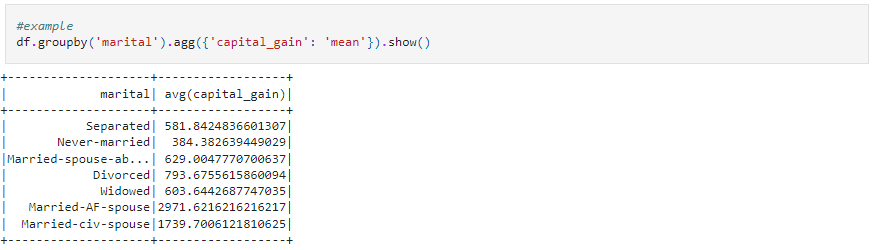 #example
df.groupby('marital').agg({'capital_gain': 'mean'}).show()
+--------------------+-----------------+
|             marital|avg(capital_gain)|
+--------------------+-----------------+
|           Separated| 581.8424836601307|
|       Never-married|  384.382639449029|
|Married-spouse-ab...| 629.0047770700637|
|            Divorced| 793.6755615860094|
|             Widowed| 603.6442687747035|
|   Married-AF-spouse|2971.6216216216217|
|  Married-civ-spouse|1739.7006121810625|
+--------------------+-----------------+